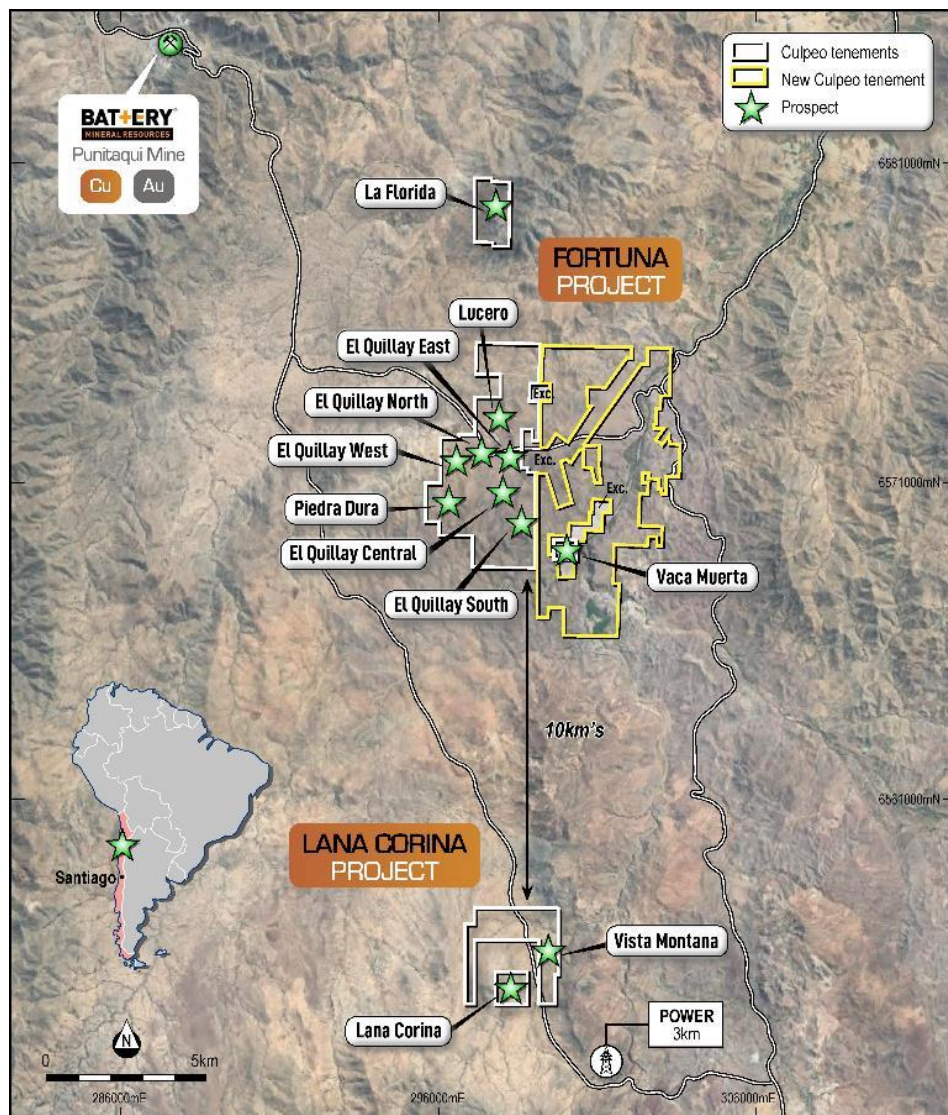 Culpeo tenements
New Culpeo tenement
Prospect
BAT+ERY
MINERAL RESOURCES
Punitaqui Mine
Cu Au
6581000mN
La Florida
FORTUNA
PROJECT
Lucero
El Quillay East
Exc.
El Quillay North
El Quillay West
Exc.
6571000mN
Exc.
Piedra Dura
El Quillay Central
Vaca Muerta
El Quillay South
10km's
6561000mN
LANA CORINA
PROJECT
Santiago
Vista Montana
Lana Corina
POWER
3km
N
0 5km
286000mE
296000mE
306000mE